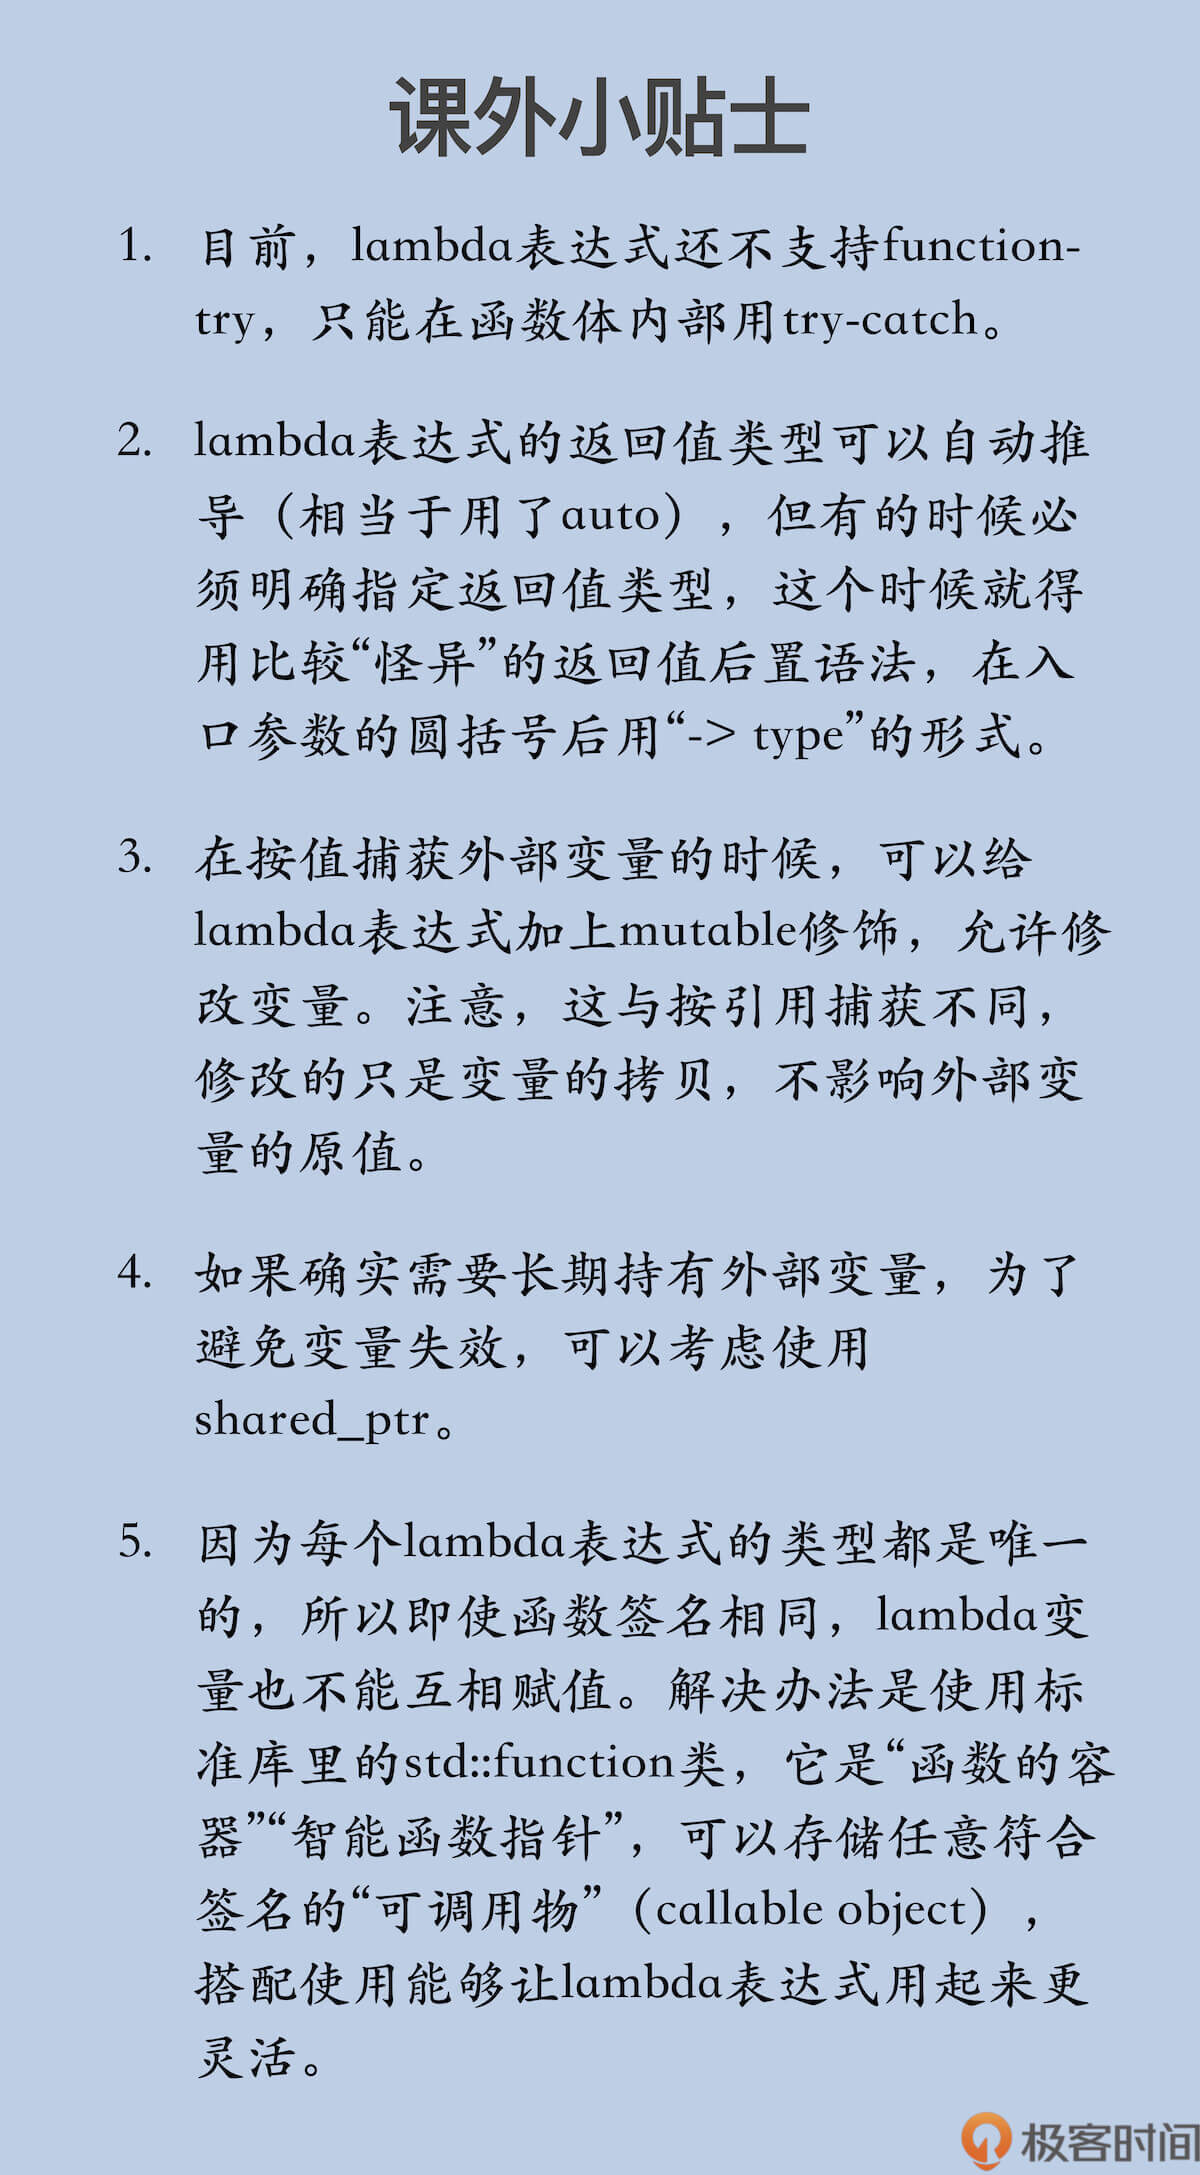 课外小贴士
1. 目前，lambda表达式还不支持function-
try，只能在函数体内部用try-catch。
2. lambda表达式的返回值类型可以自动推
导（相当于用了auto），但有的时候必
须明确指定返回值类型，这个时候就得
用比较“怪异”的返回值后置语法，在入
口参数的圆括号后用“-> type”的形式。
3. 在按值捕获外部变量的时候，可以给
lambda表达式加上mutable修饰，允许修
改变量。注意，这与按引用捕获不同，
修改的只是变量的拷贝，不影响外部变
量的原值。
4. 如果确实需要长期持有外部变量，为了
避免变量失效，可以考虑使用
shared_ptr。
5. 因为每个lambda表达式的类型都是唯一
的，所以即使函数签名相同，lambda变
量也不能互相赋值。解决办法是使用标
准库里的std::function类，它是“函数的容
器”“智能函数指针”，可以存储任意符合
签名的“可调用物”（callable object），
搭配使用能够让lambda表达式用起来更
灵活。
极客时间